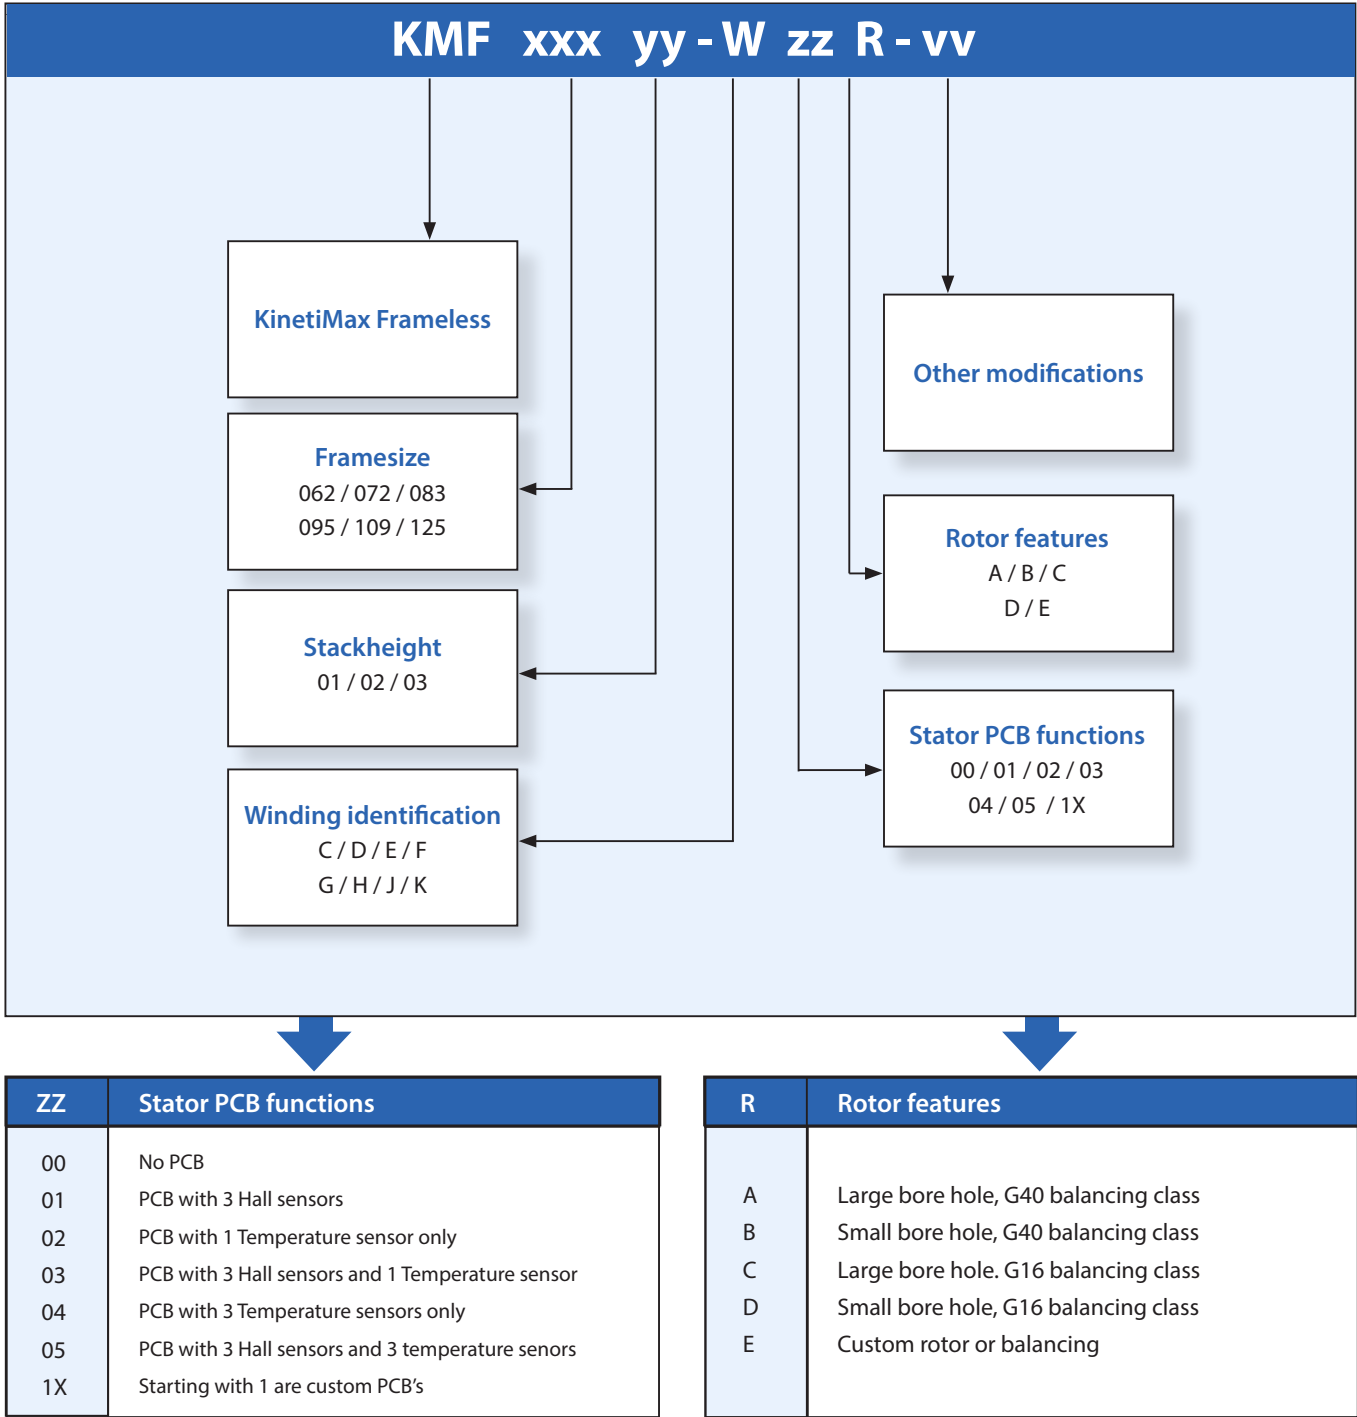 KMF xxx yy - W zz R - vv
KinetiMax Frameless
Framesize
062 / 072 / 083
095 / 109 / 125
Stackheight
01 / 02 / 03
Winding identification
C / D / E / F
G / H / J / K
Other modifications
Rotor features
A / B / C
D / E
Stator PCB functions
00 / 01 / 02 / 03
04 / 05 / 1X
ZZ Stator PCB functions
00 No PCB
01 PCB with 3 Hall sensors
02 PCB with 1 Temperature sensor only
03 PCB with 3 Hall sensors and 1 Temperature sensor
04 PCB with 3 Temperature sensors only
05 PCB with 3 Hall sensors and 3 temperature senors
1X Starting with 1 are custom PCB's
R Rotor features
A Large bore hole, G40 balancing class
B Small bore hole, G40 balancing class
C Large bore hole. G16 balancing class
D Small bore hole, G16 balancing class
E Custom rotor or balancing